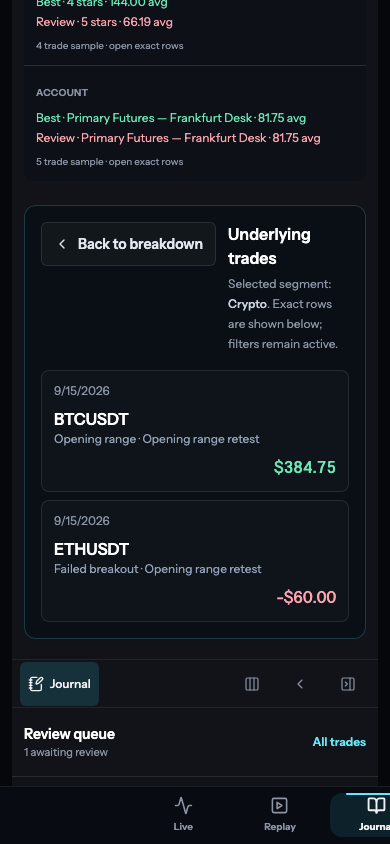 Best · 4 stars · 144.00 avg
Review · 5 stars · 66.19 avg
4 trade sample · open exact rows
ACCOUNT
Best · Primary Futures — Frankfurt Desk · 81.75 avg
Review · Primary Futures — Frankfurt Desk · 81.75 avg
5 trade sample · open exact rows
Back to breakdown
Underlying
trades
Selected segment:
Crypto. Exact rows
are shown below;
filters remain active.
9/15/2026
BTCUSDT
Opening range · Opening range retest
$384.75
9/15/2026
ETHUSDT
Failed breakout · Opening range retest
-$60.00
Journal
Review queue
1 awaiting review
All trades
Live
Replay
Journa